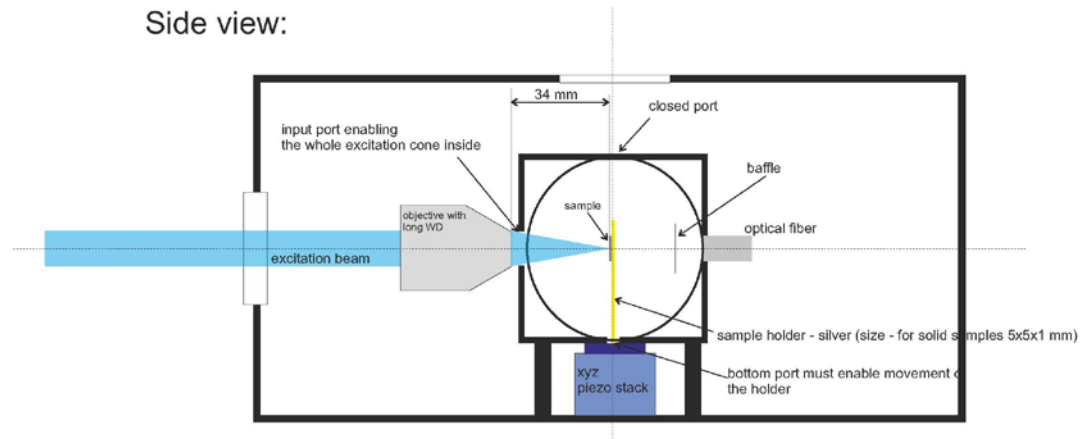 Side view:
34 mm
closed port
input port enabling
the whole excitation cone inside
baffle
sample
objective with
long WD
optical fiber
excitation beam
sample holder - silver (size - for solid samples 5x5x1 mm)
xyz
piezo stack
bottom port must enable movement
the holder